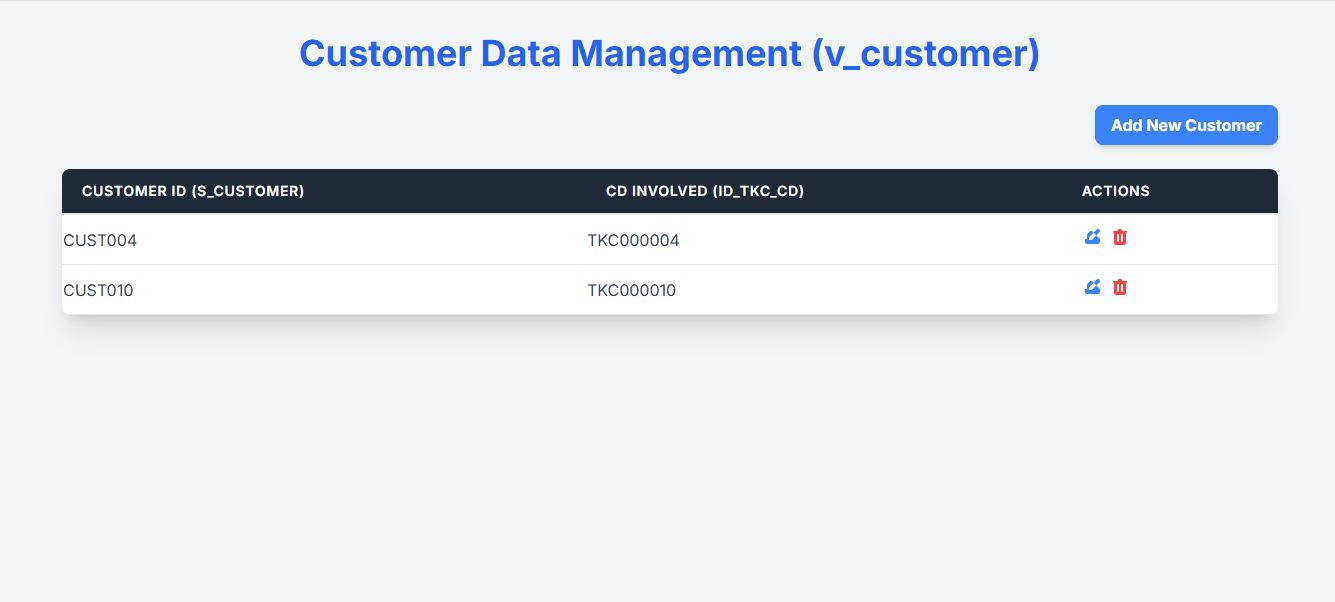 Customer Data Management (v_customer)
Add New Customer
CUSTOMER ID (S_CUSTOMER) CD INVOLVED (ID_TKC_CD) ACTIONS
CUST004 TKC000004
CUST010 TKC000010